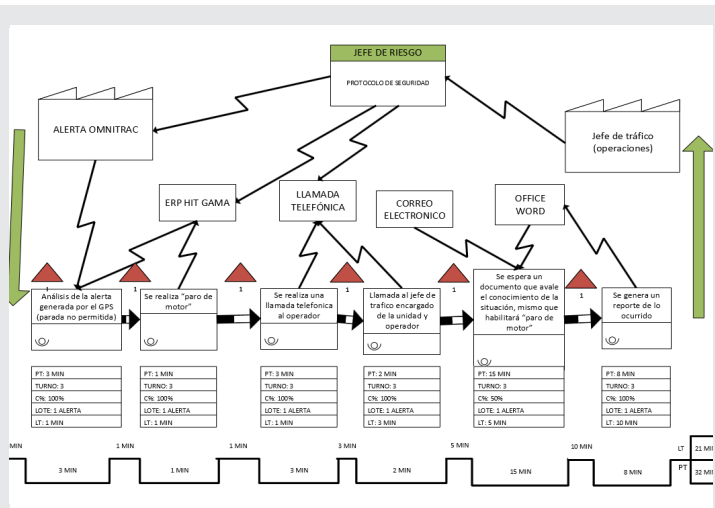 JEFE DE RIESGO
PROTOCOLO DE SEGURIDAD
ALERTA OMNITRAC
Jefe de tráfico
(operaciones)
ERP HIT GAMA
LLAMADA
TELEFÓNICA
CORREO
ELECTRONICO
OFFICE
WORD
1
1
1
1
1
1
Análisis de la alerta
generada por el GPS
(parada no permitida)
Se realiza "paro de
motor"
Se realiza una
llamada telefonica
al operador
Llamada al jefe de
trafico encargado
de la unidad y
operador
Se espera un
documento que avale
el conocimiento de la
situación, mismo que
habilitará "paro de
motor"
Se genera un
reporte de lo
ocurrido
PT: 3 MIN
TURNO: 3
C%: 100%
LOTE: 1 ALERTA
LT: 1 MIN
PT: 1 MIN
TURNO: 3
C%: 100%
LOTE: 1 ALERTA
LT: 1 MIN
PT: 3 MIN
TURNO: 3
C%: 100%
LOTE: 1 ALERTA
LT: 1 MIN
PT: 2 MIN
TURNO: 3
C%: 100%
LOTE: 1 ALERTA
LT: 3 MIN
PT: 15 MIN
TURNO: 3
C%: 50%
LOTE: 1 ALERTA
LT: 5 MIN
PT: 8 MIN
TURNO: 3
C%: 100%
LOTE: 1 ALERTA
LT: 10 MIN
MIN
1 MIN
1 MIN
3 MIN
5 MIN
10 MIN
LT
21 MIN
3 MIN
1 MIN
3 MIN
2 MIN
15 MIN
8 MIN
PT
32 MIN